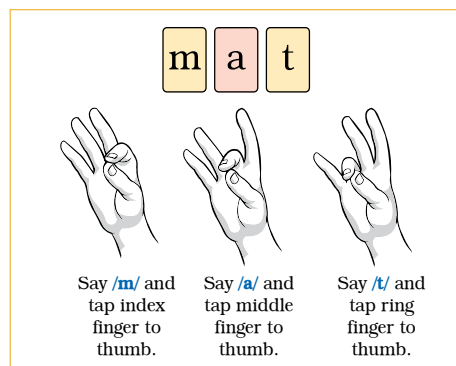 m a t
Say /m/ and
tap index
finger to
thumb.
Say /a/ and
tap middle
finger to
thumb.
Say /t/ and
tap ring
finger to
thumb.